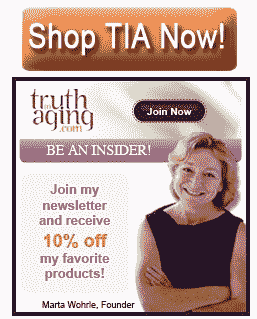 Shop TIA Now!
truth
in
aging
.com
Join Now
BE AN INSIDER!
Join my
newsletter
and receive
10% off
my favorite
products!
Marta Wohrle, Founder